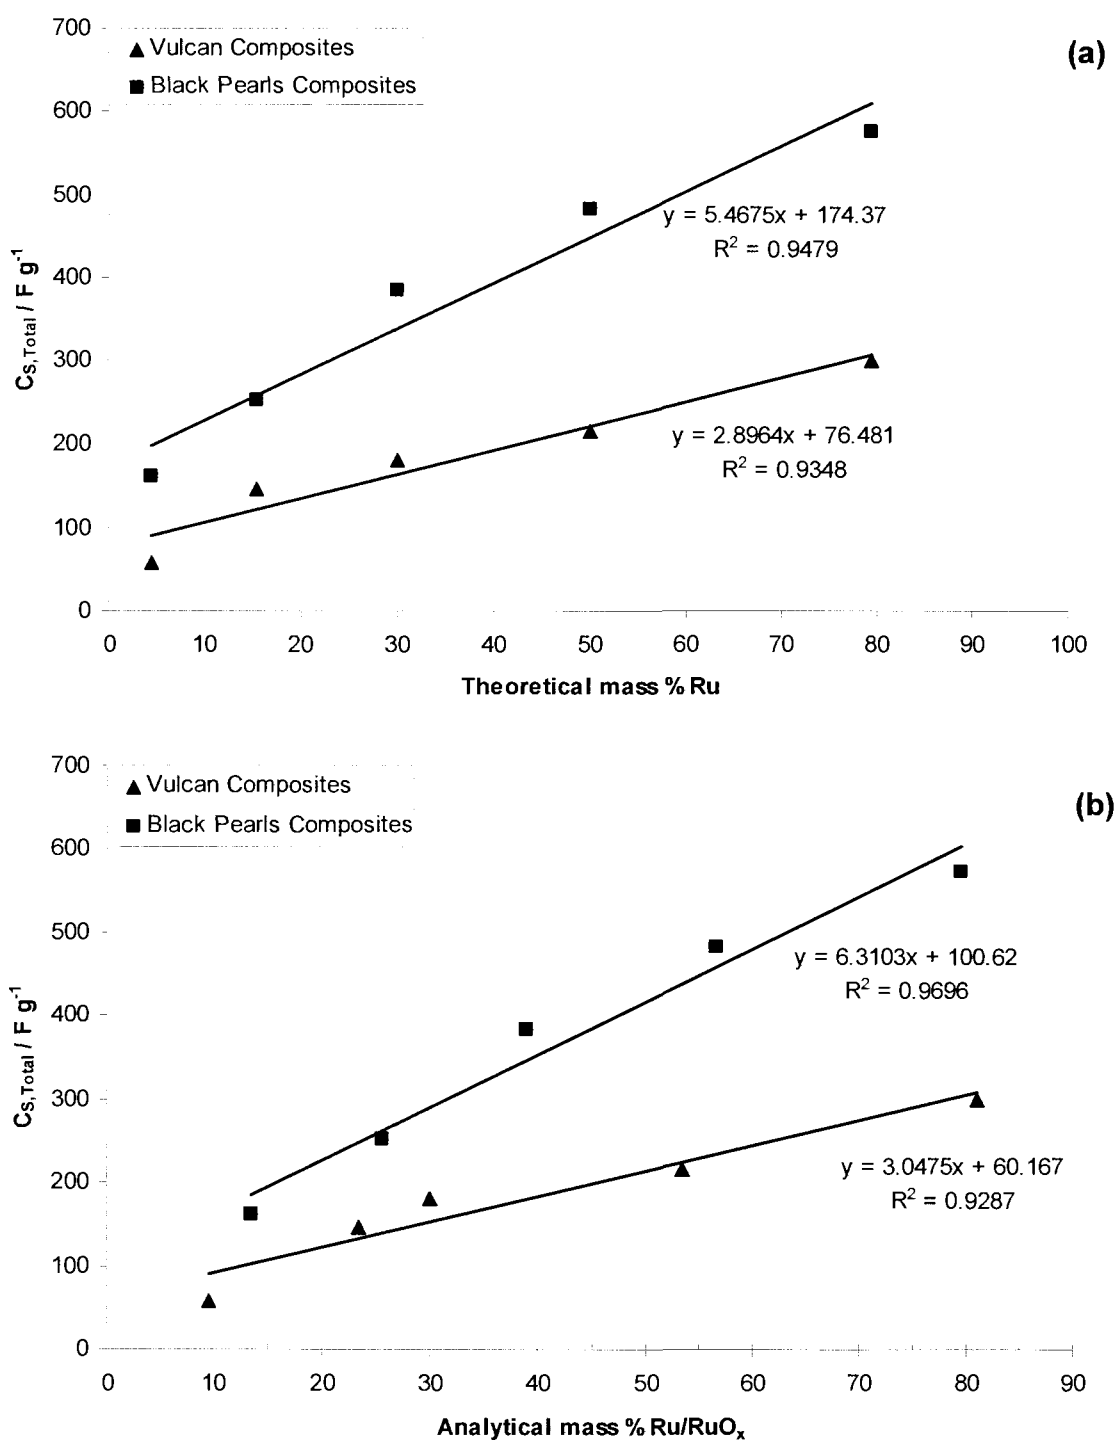 700
600
500
400
300
200
100
0
C_S,Total / F g^-1
▲ Vulcan Composites
■ Black Pearls Composites
(a)
y = 5.4675x + 174.37
R² = 0.9479
y = 2.8964x + 76.481
R² = 0.9348
0 10 20 30 40 50 60 70 80 90 100
Theoretical mass % Ru
700
600
500
400
300
200
100
0
C_S,Total / F g^-1
▲ Vulcan Composites
■ Black Pearls Composites
(b)
y = 6.3103x + 100.62
R² = 0.9696
y = 3.0475x + 60.167
R² = 0.9287
0 10 20 30 40 50 60 70 80 90
Analytical mass % Ru/RuOₓ